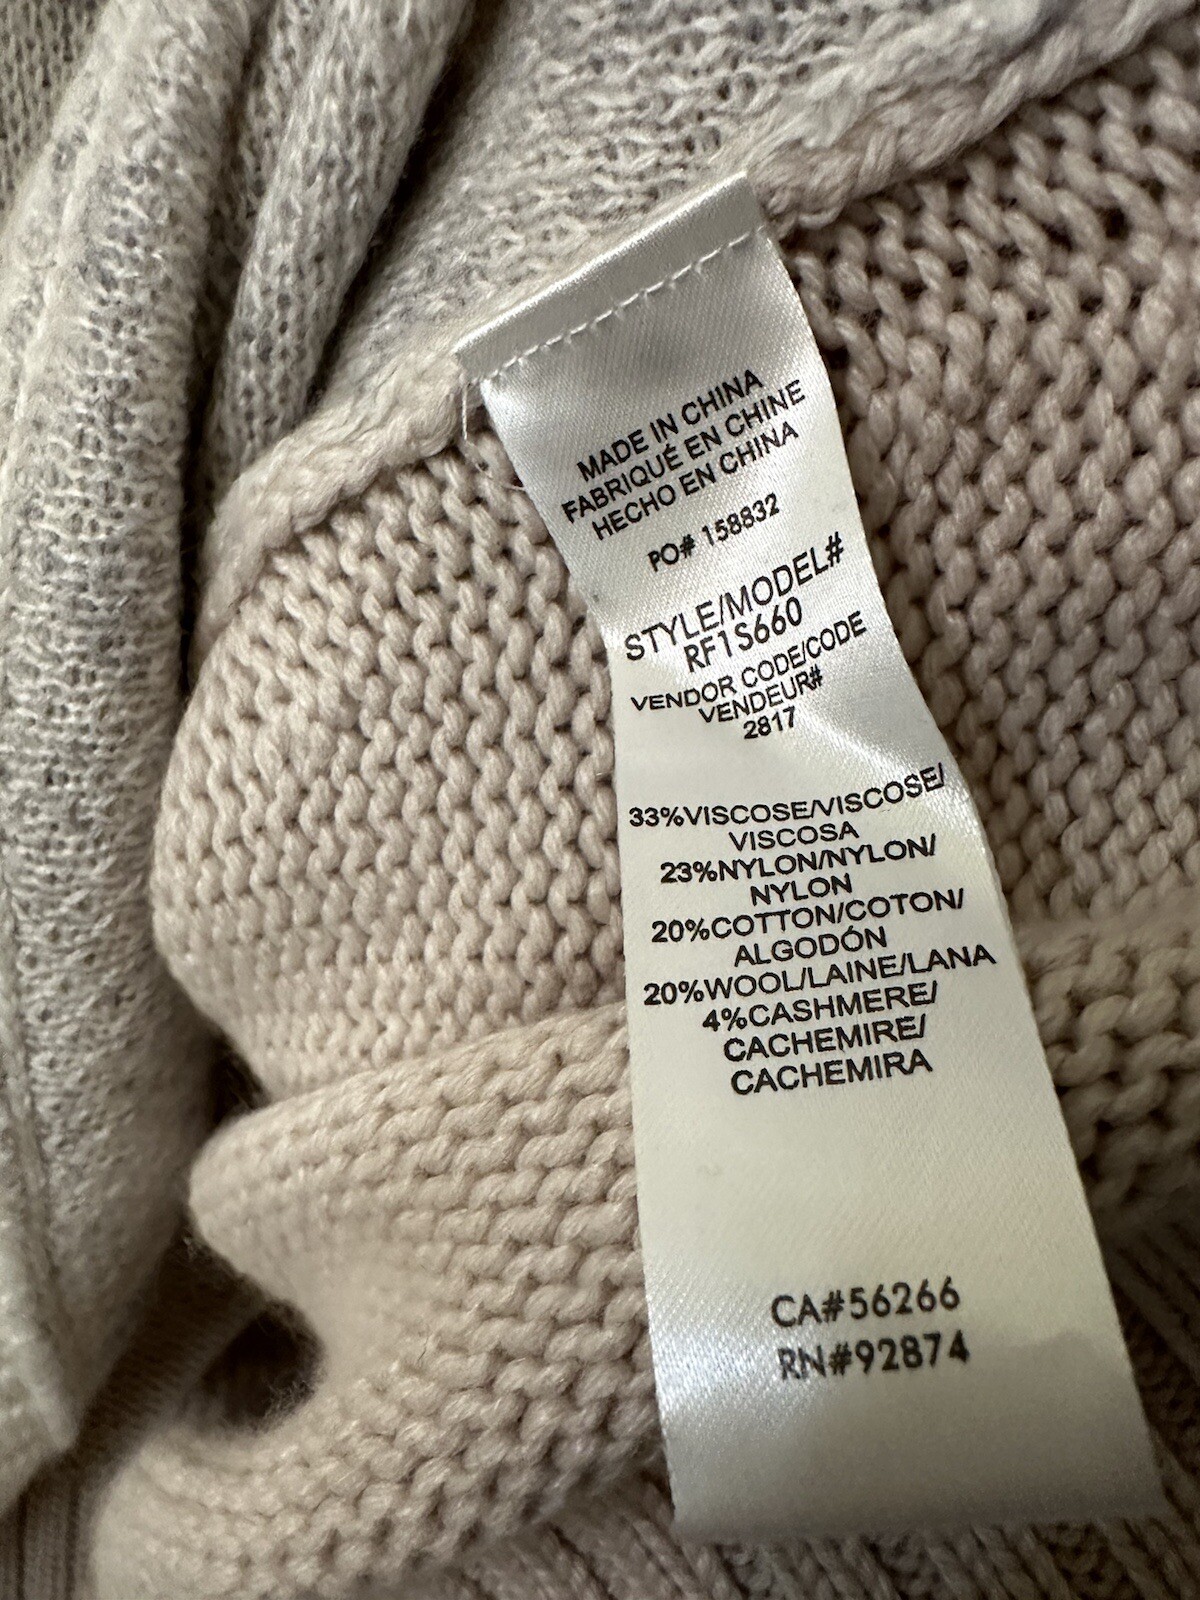 MADE IN CHINA
FABRIQUÉ EN CHINE
HECHO EN CHINA
PO# 158832
STYLE/MODEL#
RF1S660
VENDOR CODE/CODE
VENDEUR#
2817
33%VISCOSE/VISCOSE/
VISCOSA
23%NYLON/NYLON/
NYLON
20%COTTON/COTON/
ALGODÓN
20%WOOL/LAINE/LANA
4%CASHMERE/
CACHEMIRE/
CACHEMIRA
CA#56266
RN#92874